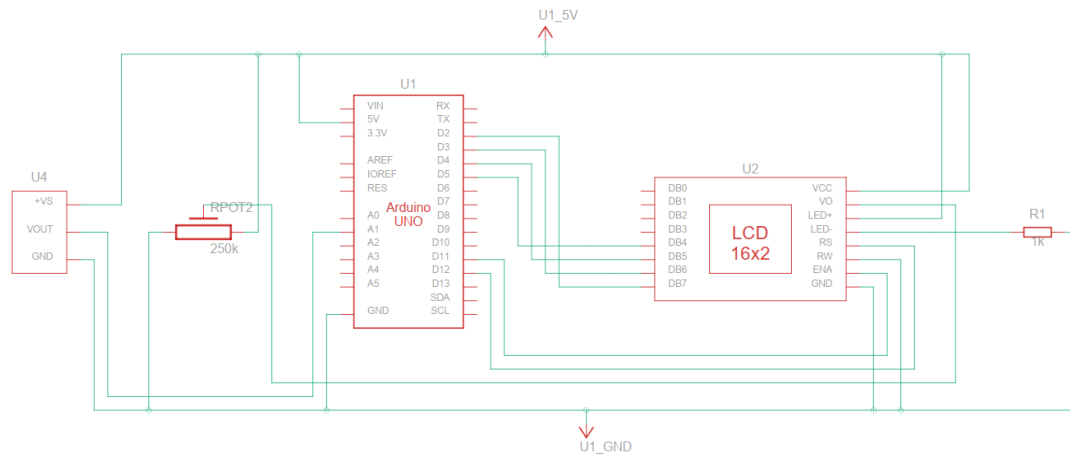 U1_5V
U4
+VS
VOUT
GND
RPOT2
250k
U1
VIN
5V
3.3V
AREF
IOREF
RES
A0
A1
A2
A3
A4
A5
GND
Arduino
UNO
RX
TX
D2
D3
D4
D5
D6
D7
D8
D9
D10
D11
D12
D13
SDA
SCL
U2
DB0
DB1
DB2
DB3
DB4
DB5
DB6
DB7
LCD
16x2
VCC
VO
LED+
LED-
RS
RW
ENA
GND
R1
1k
U1_GND